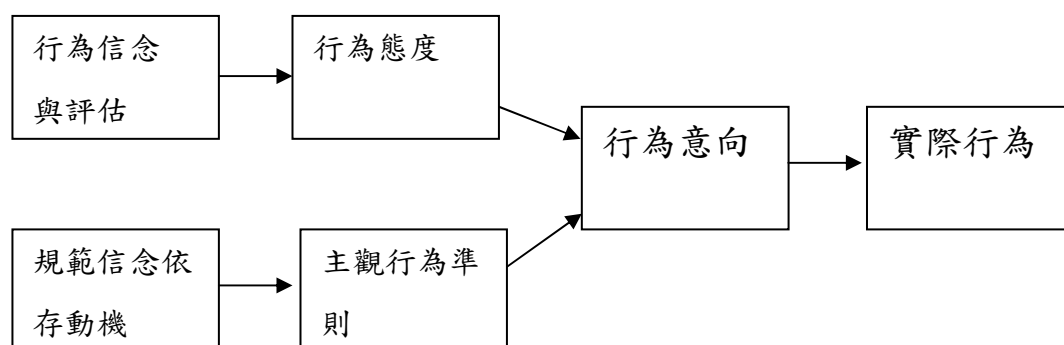 行為信念
與評估
行為態度
行為意向
實際行為
規範信念依
存動機
主觀行為準
則